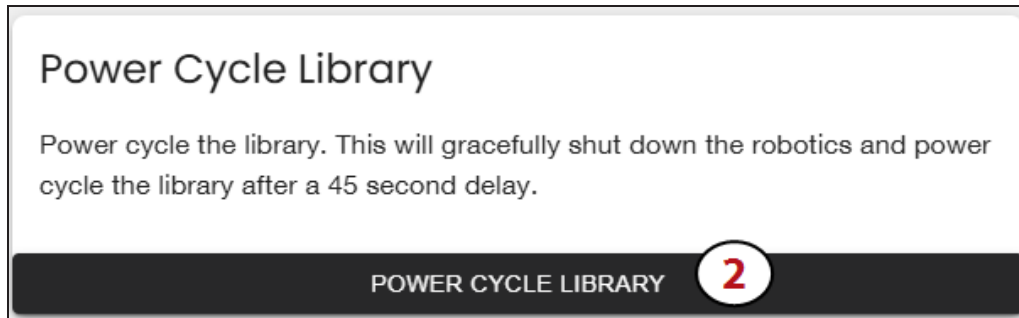 Power Cycle Library
Power cycle the library. This will gracefully shut down the robotics and power
cycle the library after a 45 second delay.
POWER CYCLE LIBRARY 2